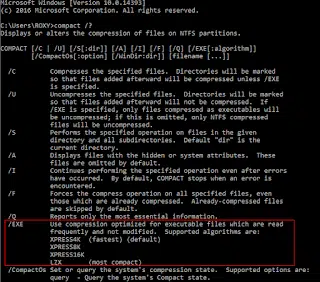 Microsoft Windows [Version 10.0.14393]
(c) 2016 Microsoft Corporation. All rights reserved.
C:\Users\ROXY>compact /?
Displays or alters the compression of files on NTFS partitions.
COMPACT [/C | /U] [/S[:dir]] [/A] [/I] [/F] [/Q] [/EXE[:algorithm]]
[/CompactOs[:option] [/WinDir:dir]] [filename [...]]
/C Compresses the specified files. Directories will be marked
so that files added afterward will be compressed unless /EXE
is specified.
/U Uncompresses the specified files. Directories will be marked
so that files added afterward will not be compressed. If
/EXE is specified, only files compressed as executables will
be uncompressed; if this is omitted, only NTFS compressed
files will be uncompressed.
/S Performs the specified operation on files in the given
directory and all subdirectories. Default "dir" is the
current directory.
/A Displays files with the hidden or system attributes. These
files are omitted by default.
/I Continues performing the specified operation even after errors
have occurred. By default, COMPACT stops when an error is
encountered.
/F Forces the compress operation on all specified files, even
those which are already compressed. Already-compressed files
are skipped by default.
/Q Reports only the most essential information.
/EXE Use compression optimized for executable files which are read
frequently and not modified. Supported algorithms are:
XPRESS4K (fastest) (default)
XPRESS8K
XPRESS16K
LZX (most compact)
/CompactOs Set or query the system's compression state. Supported options are:
query - Query the system's Compact state.